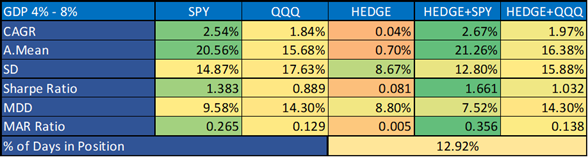 GDP 4% - 8% SPY QQQ HEDGE HEDGE+SPY HEDGE+QQQ
CAGR 2.54% 1.84% 0.04% 2.67% 1.97%
A.Mean 20.56% 15.68% 0.70% 21.26% 16.38%
SD 14.87% 17.63% 8.67% 12.80% 15.88%
Sharpe Ratio 1.383 0.889 0.081 1.661 1.032
MDD 9.58% 14.30% 8.80% 7.52% 14.30%
MAR Ratio 0.265 0.129 0.005 0.356 0.138
% of Days in Position 12.92%